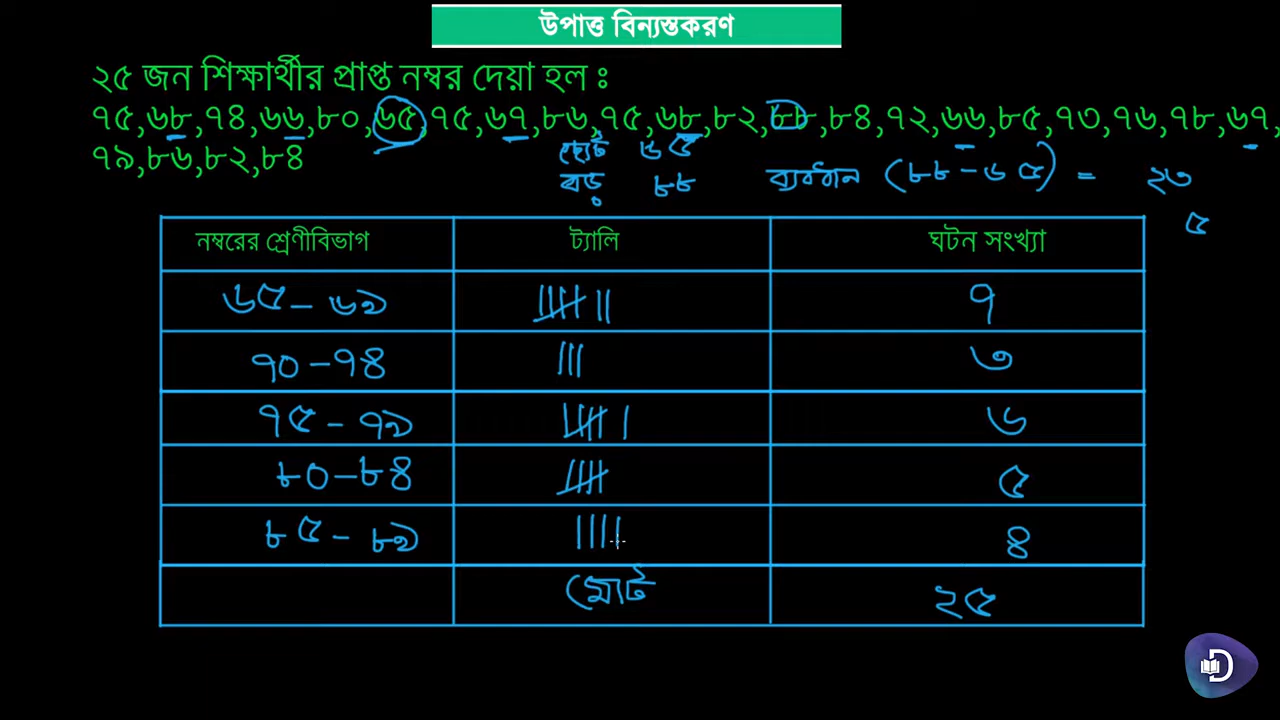 উপাত্ত বিন্যস্তকরণ
২৫ জন শিক্ষার্থীর প্রাপ্ত নম্বর দেয়া হল ঃ
৭৫,৬৮,৭৪,৬৬,৮০,৬৫,৭৫,৬৭,৮৬,৭৫,৬৮,৮২,৮৮,৮৪,৭২,৬৬,৮৫,৭৩,৭৬,৭৮,৬৭,
৭৯,৮৬,৮২,৮৪
ছোট ৬৫
বড় ৮৮ ব্যবধান (৮৮-৬৫) = ২৩
৫
নম্বরের শ্রেণীবিভাগ ট্যালি ঘটন সংখ্যা
৬৫-৬৯ ৭
৭০-৭৪ ৩
৭৫-৭৯ ৬
৮০-৮৪ ৫
৮৫-৮৯ ৪
মোট ২৫